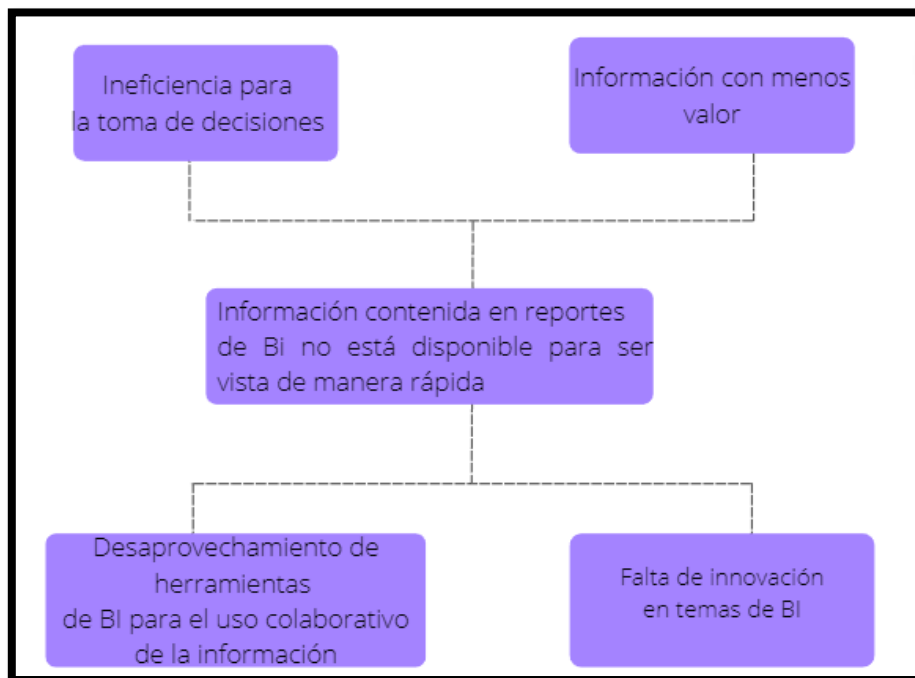 Ineficiencia para
la toma de decisiones
Información con menos
valor
Información contenida en reportes
de Bi no está disponible para ser
vista de manera rápida
Desaprovechamiento de
herramientas
de BI para el uso colaborativo
de la información
Falta de innovación
en temas de BI